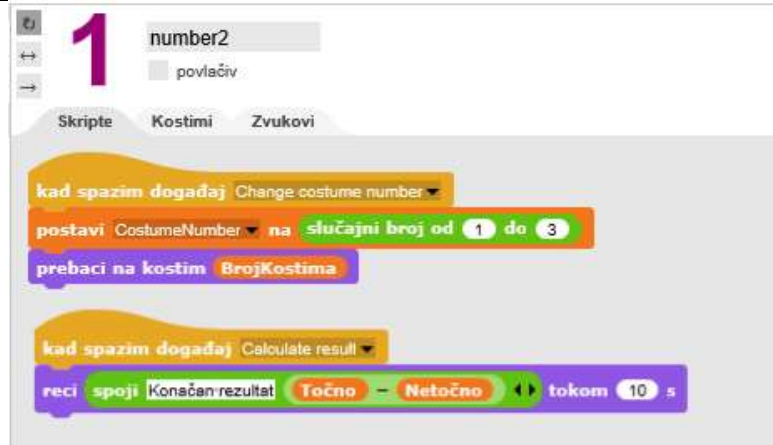 1
number2
povlačiv
Skripte Kostimi Zvukovi
kad spazim događaj Change costume number
postavi CostumeNumber na slučajni broj od 1 do 3
prebaci na kostim BrojKostima
kad spazim događaj Calculate result
reci spoji Konačan rezultat Točno - Netočno tokom 10 s